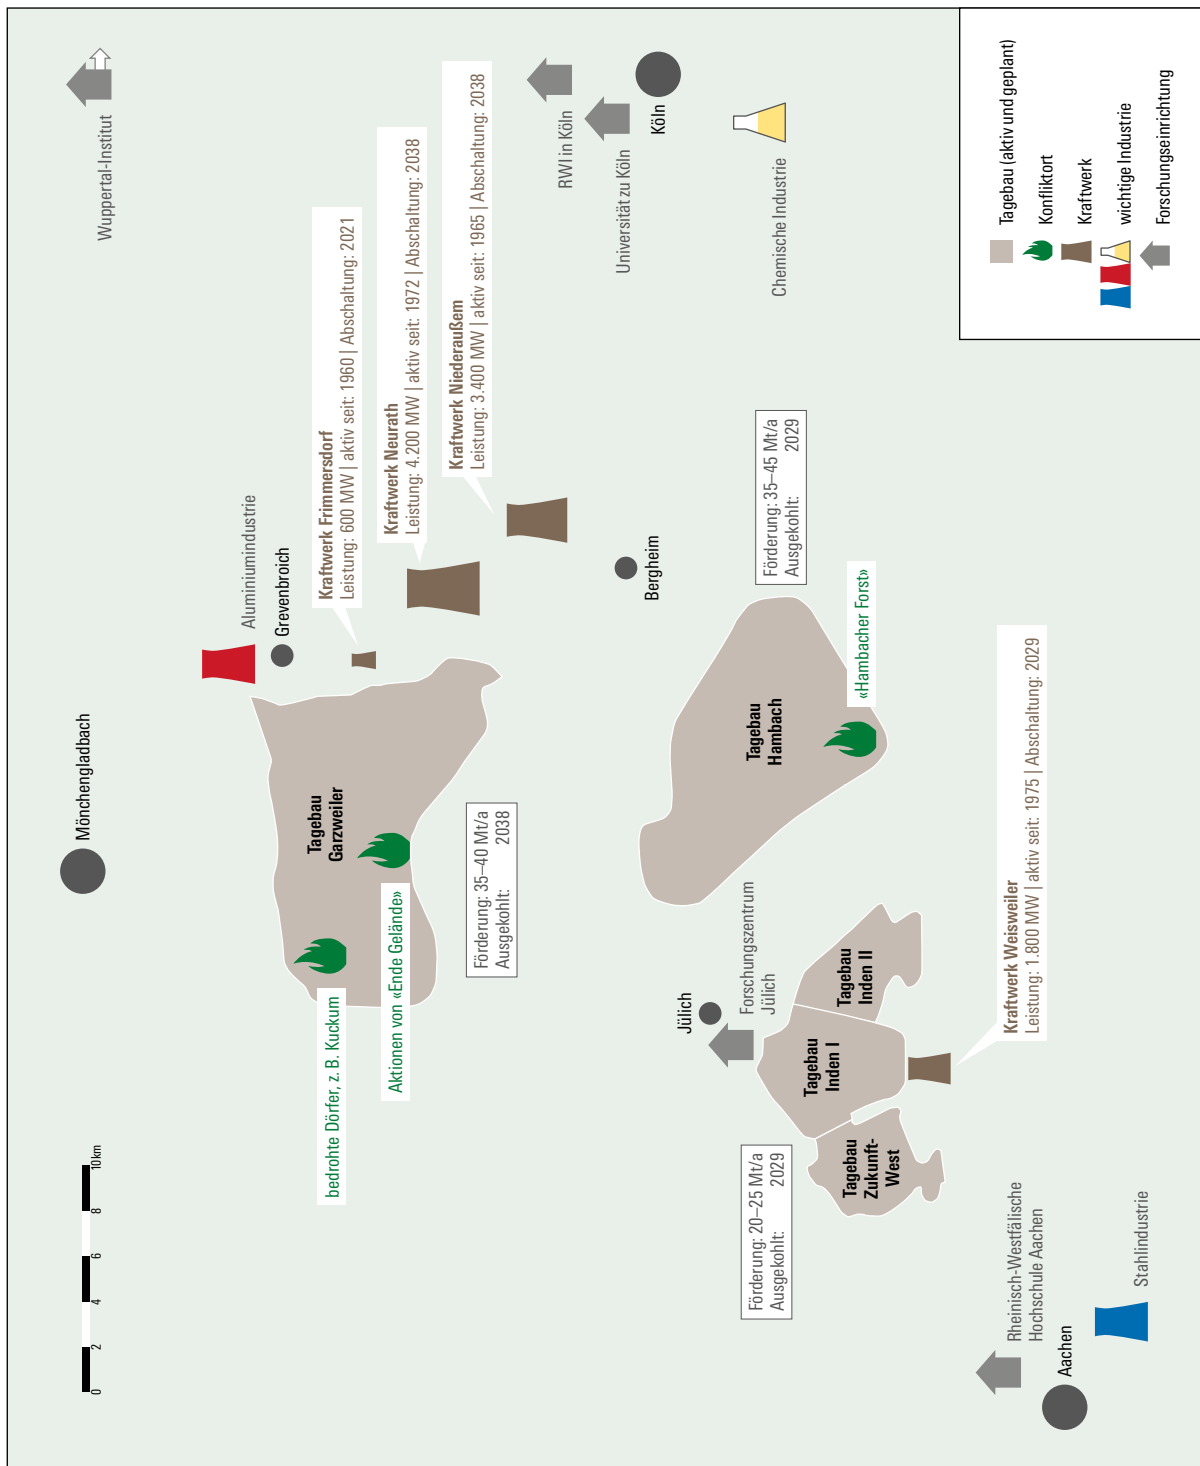 Mönchengladbach
Wuppertal-Institut
0
2
4
6
8
10 km
Aluminiumindustrie
Grevenbroich
Kraftwerk Frimmersdorf
Leistung: 600 MW | aktiv seit: 1960 | Abschaltung: 2021
Kraftwerk Neurath
Leistung: 4.200 MW | aktiv seit: 1972 | Abschaltung: 2038
Kraftwerk Niederaußem
Leistung: 3.400 MW | aktiv seit: 1965 | Abschaltung: 2038
Tagebau
Garzweiler
bedrohte Dörfer, z. B. Kuckum
Aktionen von «Ende Gelände»
Förderung: 35–40 Mt/a
Ausgekohlt: 2038
RWI in Köln
Universität zu Köln
Köln
Bergheim
Chemische Industrie
Jülich
Forschungszentrum
Jülich
Tagebau
Hambach
Förderung: 35–45 Mt/a
Ausgekohlt: 2029
«Hambacher Forst»
Förderung: 20–25 Mt/a
Ausgekohlt: 2029
Tagebau
Zukunft-
West
Tagebau
Inden I
Tagebau
Inden II
Kraftwerk Weisweiler
Leistung: 1.800 MW | aktiv seit: 1975 | Abschaltung: 2029
Rheinisch-Westfälische
Hochschule Aachen
Aachen
Stahlindustrie
Tagebau (aktiv und geplant)
Konfliktort
Kraftwerk
wichtige Industrie
Forschungseinrichtung